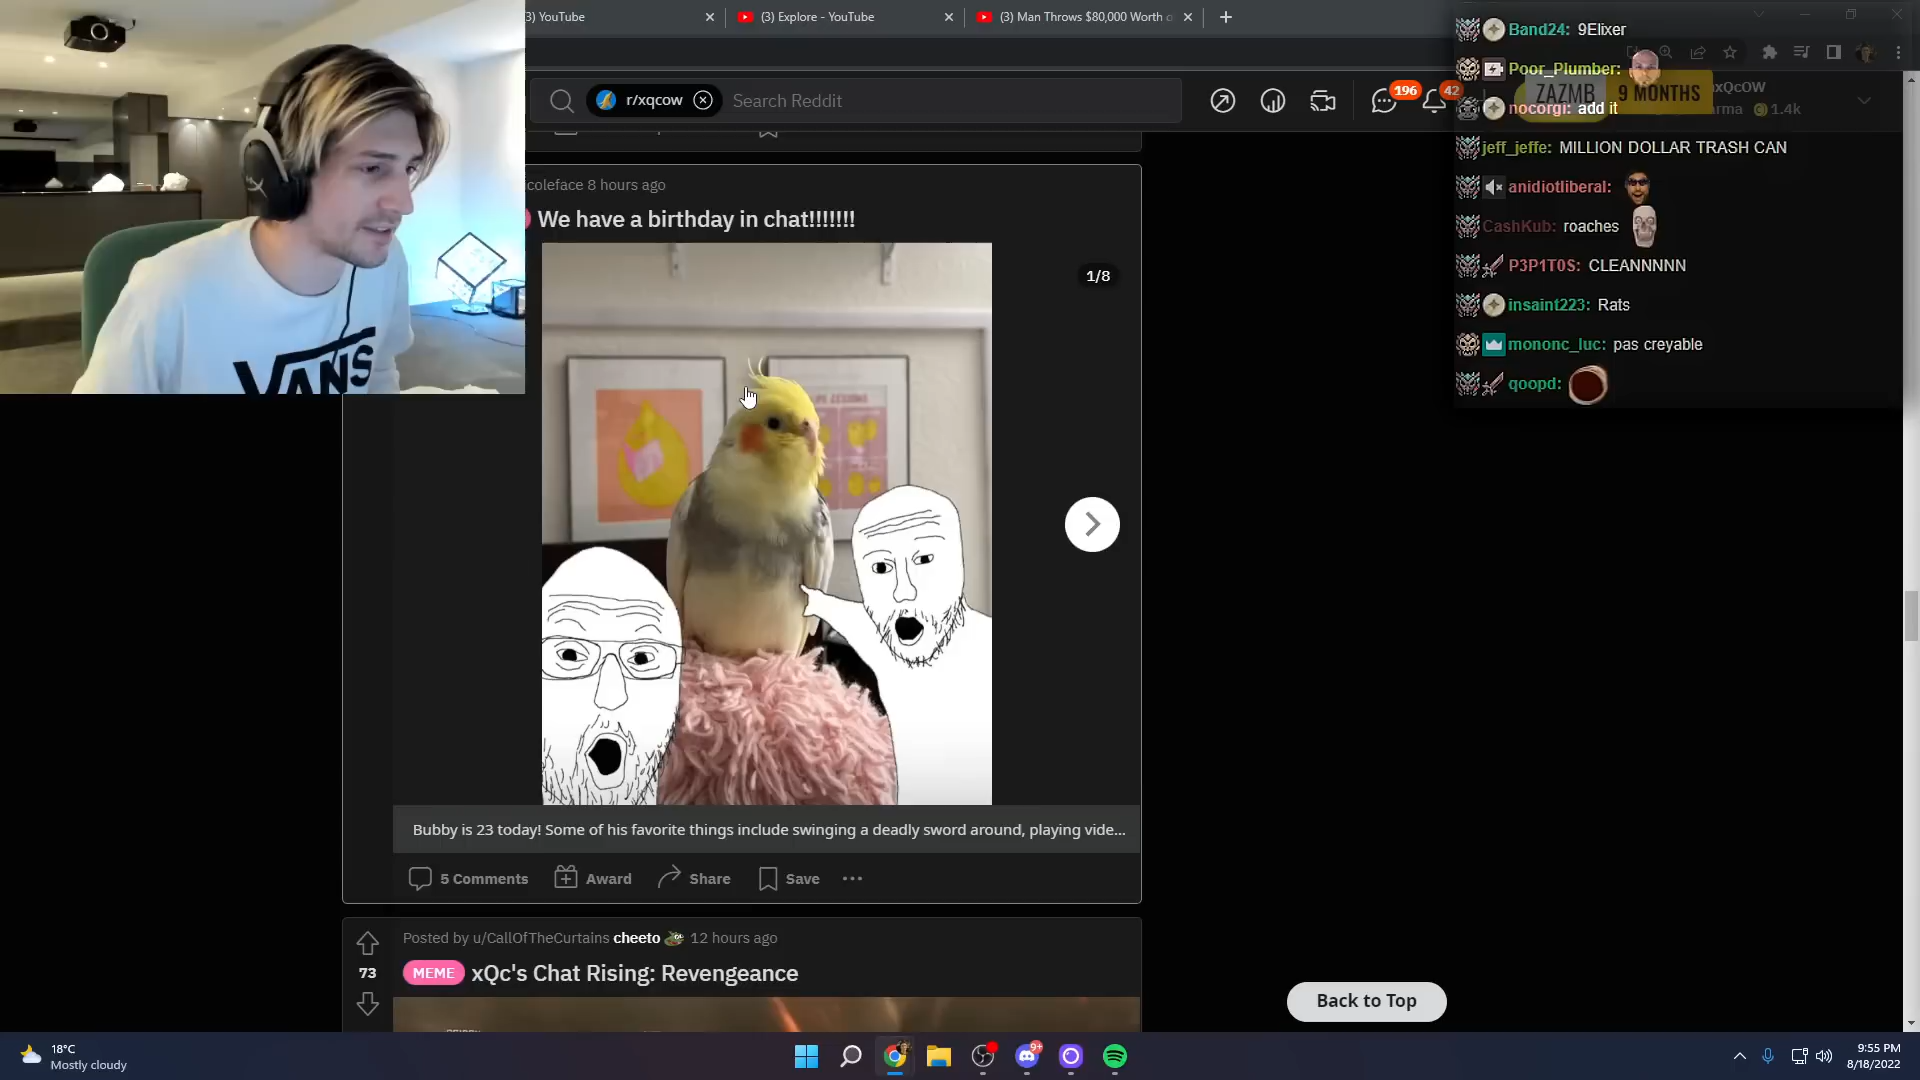 3) YouTube
(3) Explore - YouTube
(3) Man Throws $80,000 Worth o
r/xqcow
Search Reddit
196
42
xQcOW
1.4k
ZAZMB
9 MONTHS
Band24: 9Elixer
Poor_Plumber:
nocorgi: add it
jeff_jeffe: MILLION DOLLAR TRASH CAN
anidiotliberal:
CashKub: roaches
P3P1T0S: CLEANNNNN
insaint223: Rats
mononc_luc: pas creyable
qoopd:
coleface 8 hours ago
We have a birthday in chat!!!!!!!
1/8
VANS
Bubby is 23 today! Some of his favorite things include swinging a deadly sword around, playing vide...
5 Comments
Award
Share
Save
Posted by u/CallOfTheCurtains cheeto 12 hours ago
73
MEME xQc's Chat Rising: Revengeance
Back to Top
18°C
Mostly cloudy
9+
9:55 PM
8/18/2022